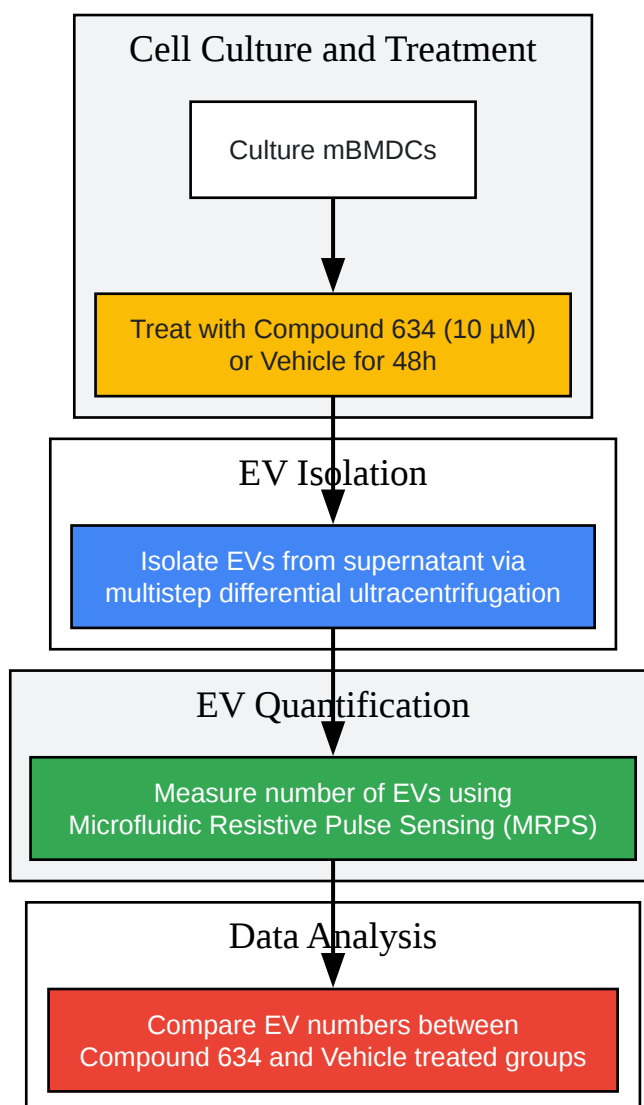 Cell Culture and Treatment
Culture mBMDCs
Treat with Compound 634 (10 µM)
or Vehicle for 48h
EV Isolation
Isolate EVs from supernatant via
multistep differential ultracentrifugation
EV Quantification
Measure number of EVs using
Microfluidic Resistive Pulse Sensing (MRPS)
Data Analysis
Compare EV numbers between
Compound 634 and Vehicle treated groups